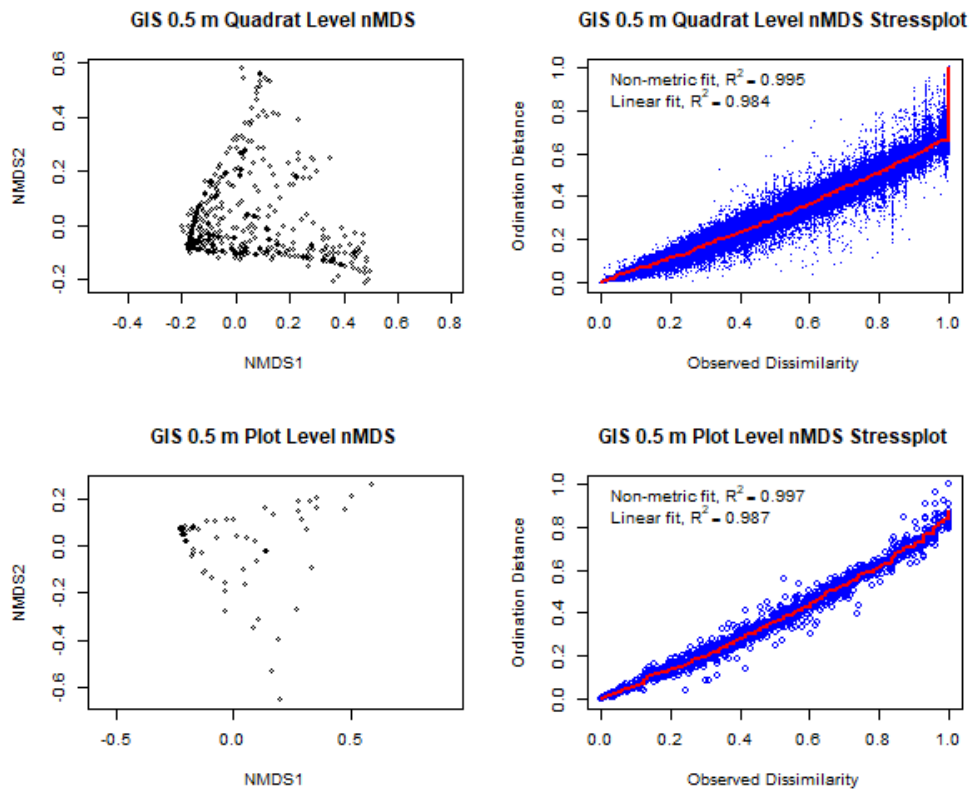 GIS 0.5 m Quadrat Level nMDS
NMDS2
0.6
0.4
0.2
0.0
-0.2
-0.4
-0.2
0.0
0.2
0.4
0.6
0.8
NMDS1
GIS 0.5 m Quadrat Level nMDS Stressplot
Non-metric fit, R² = 0.995
Linear fit, R² = 0.984
Ordination Distance
1.0
0.8
0.6
0.4
0.2
0.0
0.0
0.2
0.4
0.6
0.8
1.0
Observed Dissimilarity
GIS 0.5 m Plot Level nMDS
NMDS2
0.2
0.0
-0.2
-0.4
-0.6
-0.5
0.0
0.5
NMDS1
GIS 0.5 m Plot Level nMDS Stressplot
Non-metric fit, R² = 0.997
Linear fit, R² = 0.987
Ordination Distance
1.0
0.8
0.6
0.4
0.2
0.0
0.0
0.2
0.4
0.6
0.8
1.0
Observed Dissimilarity